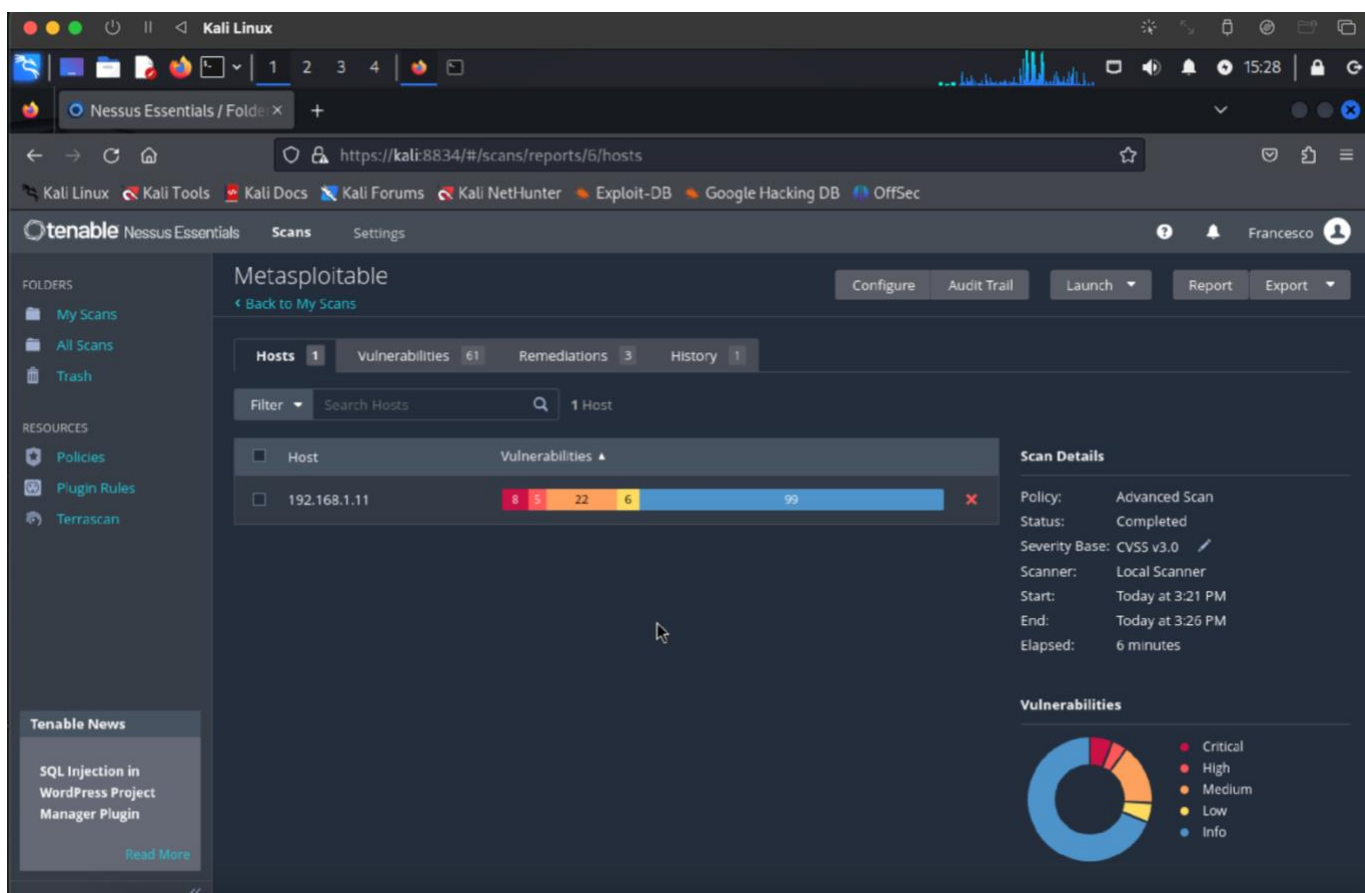 Kali Linux
1 2 3 4 15:28
Nessus Essentials / Folde
https://kali:8834/#/scans/reports/6/hosts
Kali Linux Kali Tools Kali Docs Kali Forums Kali NetHunter Exploit-DB Google Hacking DB OffSec
tenable Nessus Essentials Scans Settings Francesco
FOLDERS
My Scans
All Scans
Trash
RESOURCES
Policies
Plugin Rules
Terrascan
Tenable News
SQL Injection in
WordPress Project
Manager Plugin
Read More
Metasploitable
Back to My Scans
Configure Audit Trail Launch Report Export
Hosts 1 Vulnerabilities 61 Remediations 3 History 1
Filter Search Hosts 1 Host
Host Vulnerabilities
192.168.1.11 8 5 22 6 99
Scan Details
Policy: Advanced Scan
Status: Completed
Severity Base: CVSS v3.0
Scanner: Local Scanner
Start: Today at 3:21 PM
End: Today at 3:26 PM
Elapsed: 6 minutes
Vulnerabilities
Critical
High
Medium
Low
Info